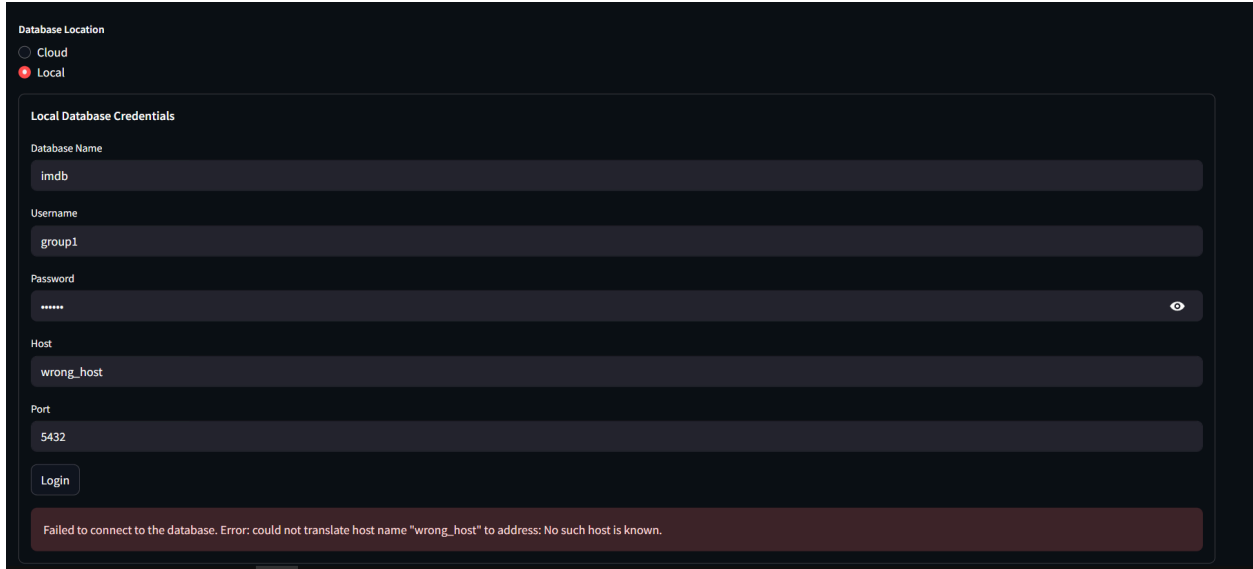 Database Location
Cloud
Local
Local Database Credentials
Database Name
imdb
Username
group1
Password
••••••
Host
wrong_host
Port
5432
Login
Failed to connect to the database. Error: could not translate host name "wrong_host" to address: No such host is known.